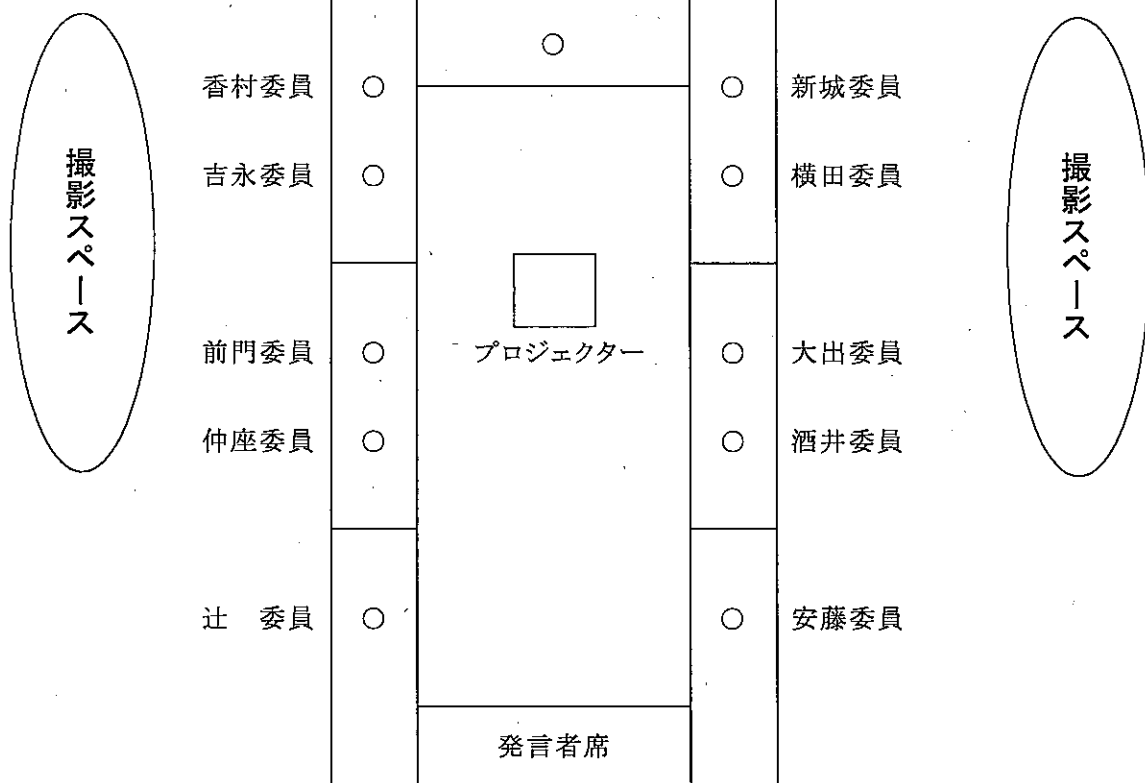 香村委員
新城委員
吉永委員
横田委員
撮影スペース
撮影スペース
プロジェクター
前門委員
大出委員
仲座委員
酒井委員
辻　委員
安藤委員
発言者席